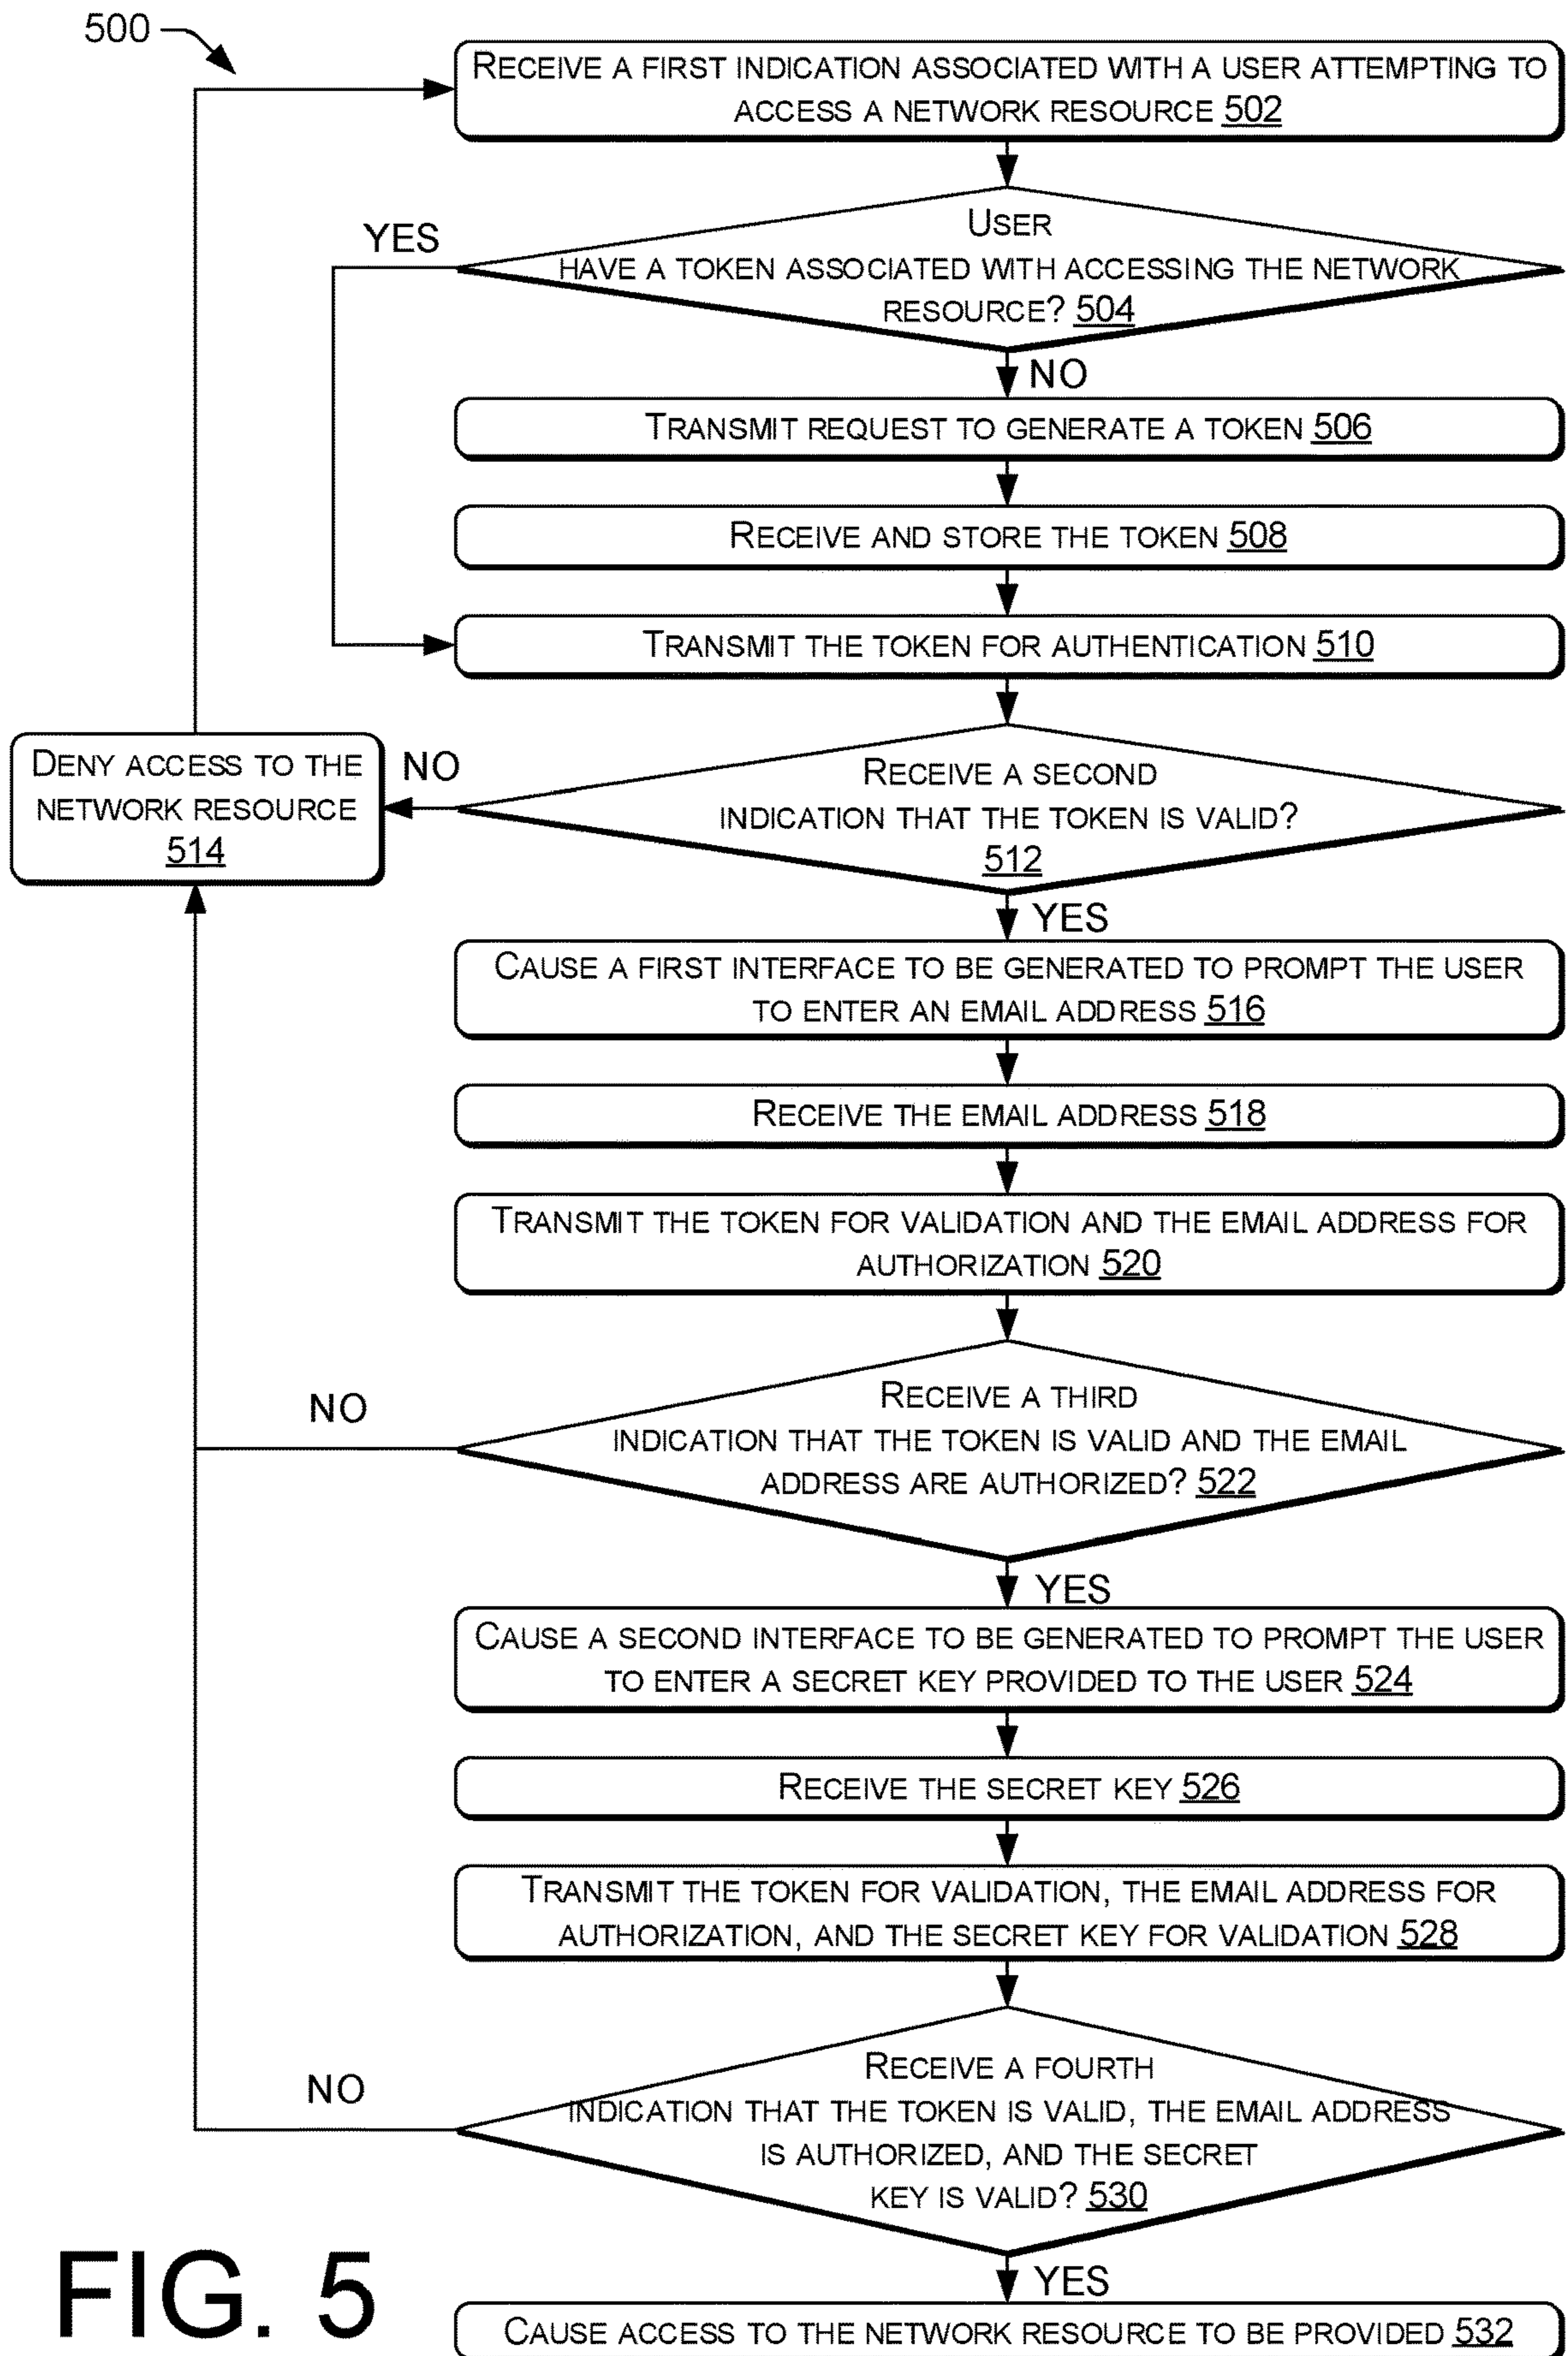 500
RECEIVE A FIRST INDICATION ASSOCIATED WITH A USER ATTEMPTING TO
ACCESS A NETWORK RESOURCE 502
USER
HAVE A TOKEN ASSOCIATED WITH ACCESSING THE NETWORK
RESOURCE? 504
YES
NO
TRANSMIT REQUEST TO GENERATE A TOKEN 506
RECEIVE AND STORE THE TOKEN 508
TRANSMIT THE TOKEN FOR AUTHENTICATION 510
RECEIVE A SECOND
INDICATION THAT THE TOKEN IS VALID?
512
NO
DENY ACCESS TO THE
NETWORK RESOURCE
514
YES
CAUSE A FIRST INTERFACE TO BE GENERATED TO PROMPT THE USER
TO ENTER AN EMAIL ADDRESS 516
RECEIVE THE EMAIL ADDRESS 518
TRANSMIT THE TOKEN FOR VALIDATION AND THE EMAIL ADDRESS FOR
AUTHORIZATION 520
RECEIVE A THIRD
INDICATION THAT THE TOKEN IS VALID AND THE EMAIL
ADDRESS ARE AUTHORIZED? 522
NO
YES
CAUSE A SECOND INTERFACE TO BE GENERATED TO PROMPT THE USER
TO ENTER A SECRET KEY PROVIDED TO THE USER 524
RECEIVE THE SECRET KEY 526
TRANSMIT THE TOKEN FOR VALIDATION, THE EMAIL ADDRESS FOR
AUTHORIZATION, AND THE SECRET KEY FOR VALIDATION 528
RECEIVE A FOURTH
INDICATION THAT THE TOKEN IS VALID, THE EMAIL ADDRESS
IS AUTHORIZED, AND THE SECRET
KEY IS VALID? 530
NO
YES
CAUSE ACCESS TO THE NETWORK RESOURCE TO BE PROVIDED 532
FIG. 5